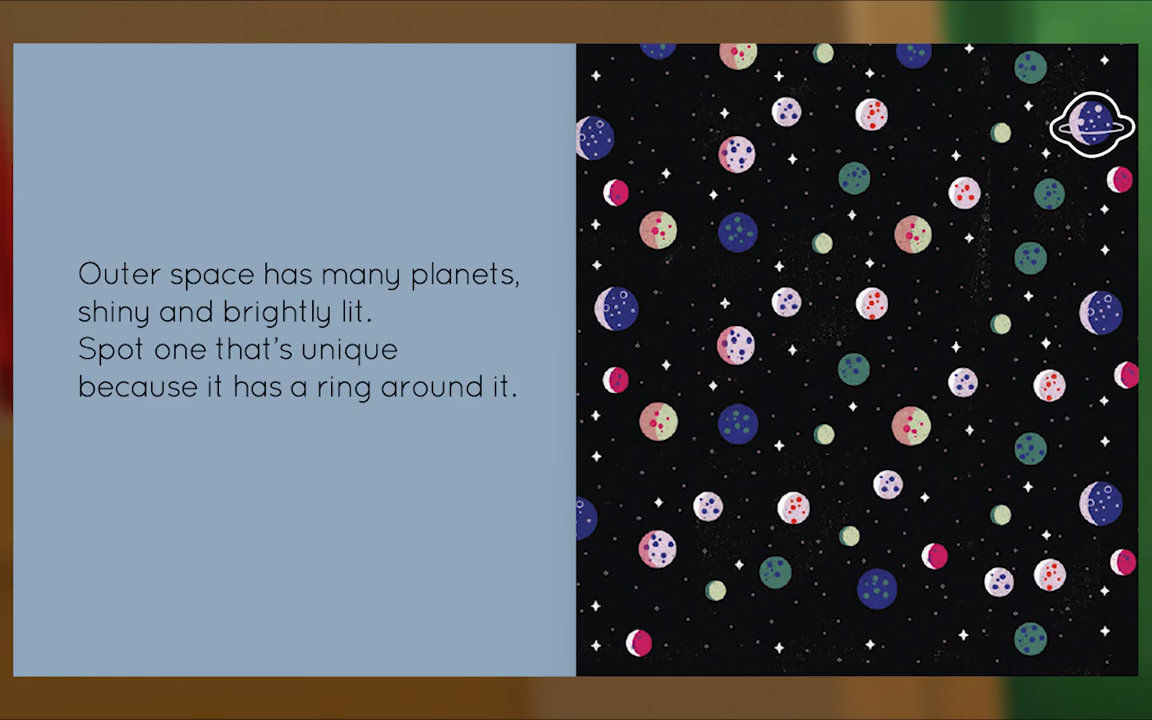 Outer space has many planets,
shiny and brightly lit.
Spot one that's unique
because it has a ring around it.